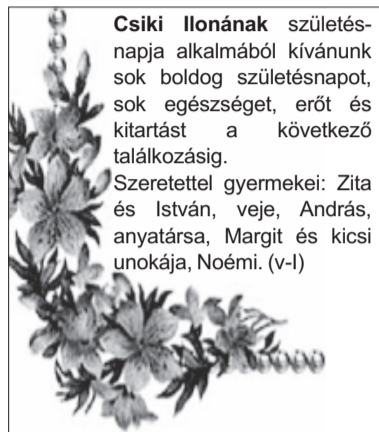 Csiki Ilonának születés-
napja alkalmából kívánunk
sok boldog születésnapot,
sok egészséget, erőt és
kitartást a következő
találkozásig.
Szeretettel gyermekei: Zita
és István, veje, András,
anyatársa, Margit és kicsi
unokája, Noémi. (v-I)